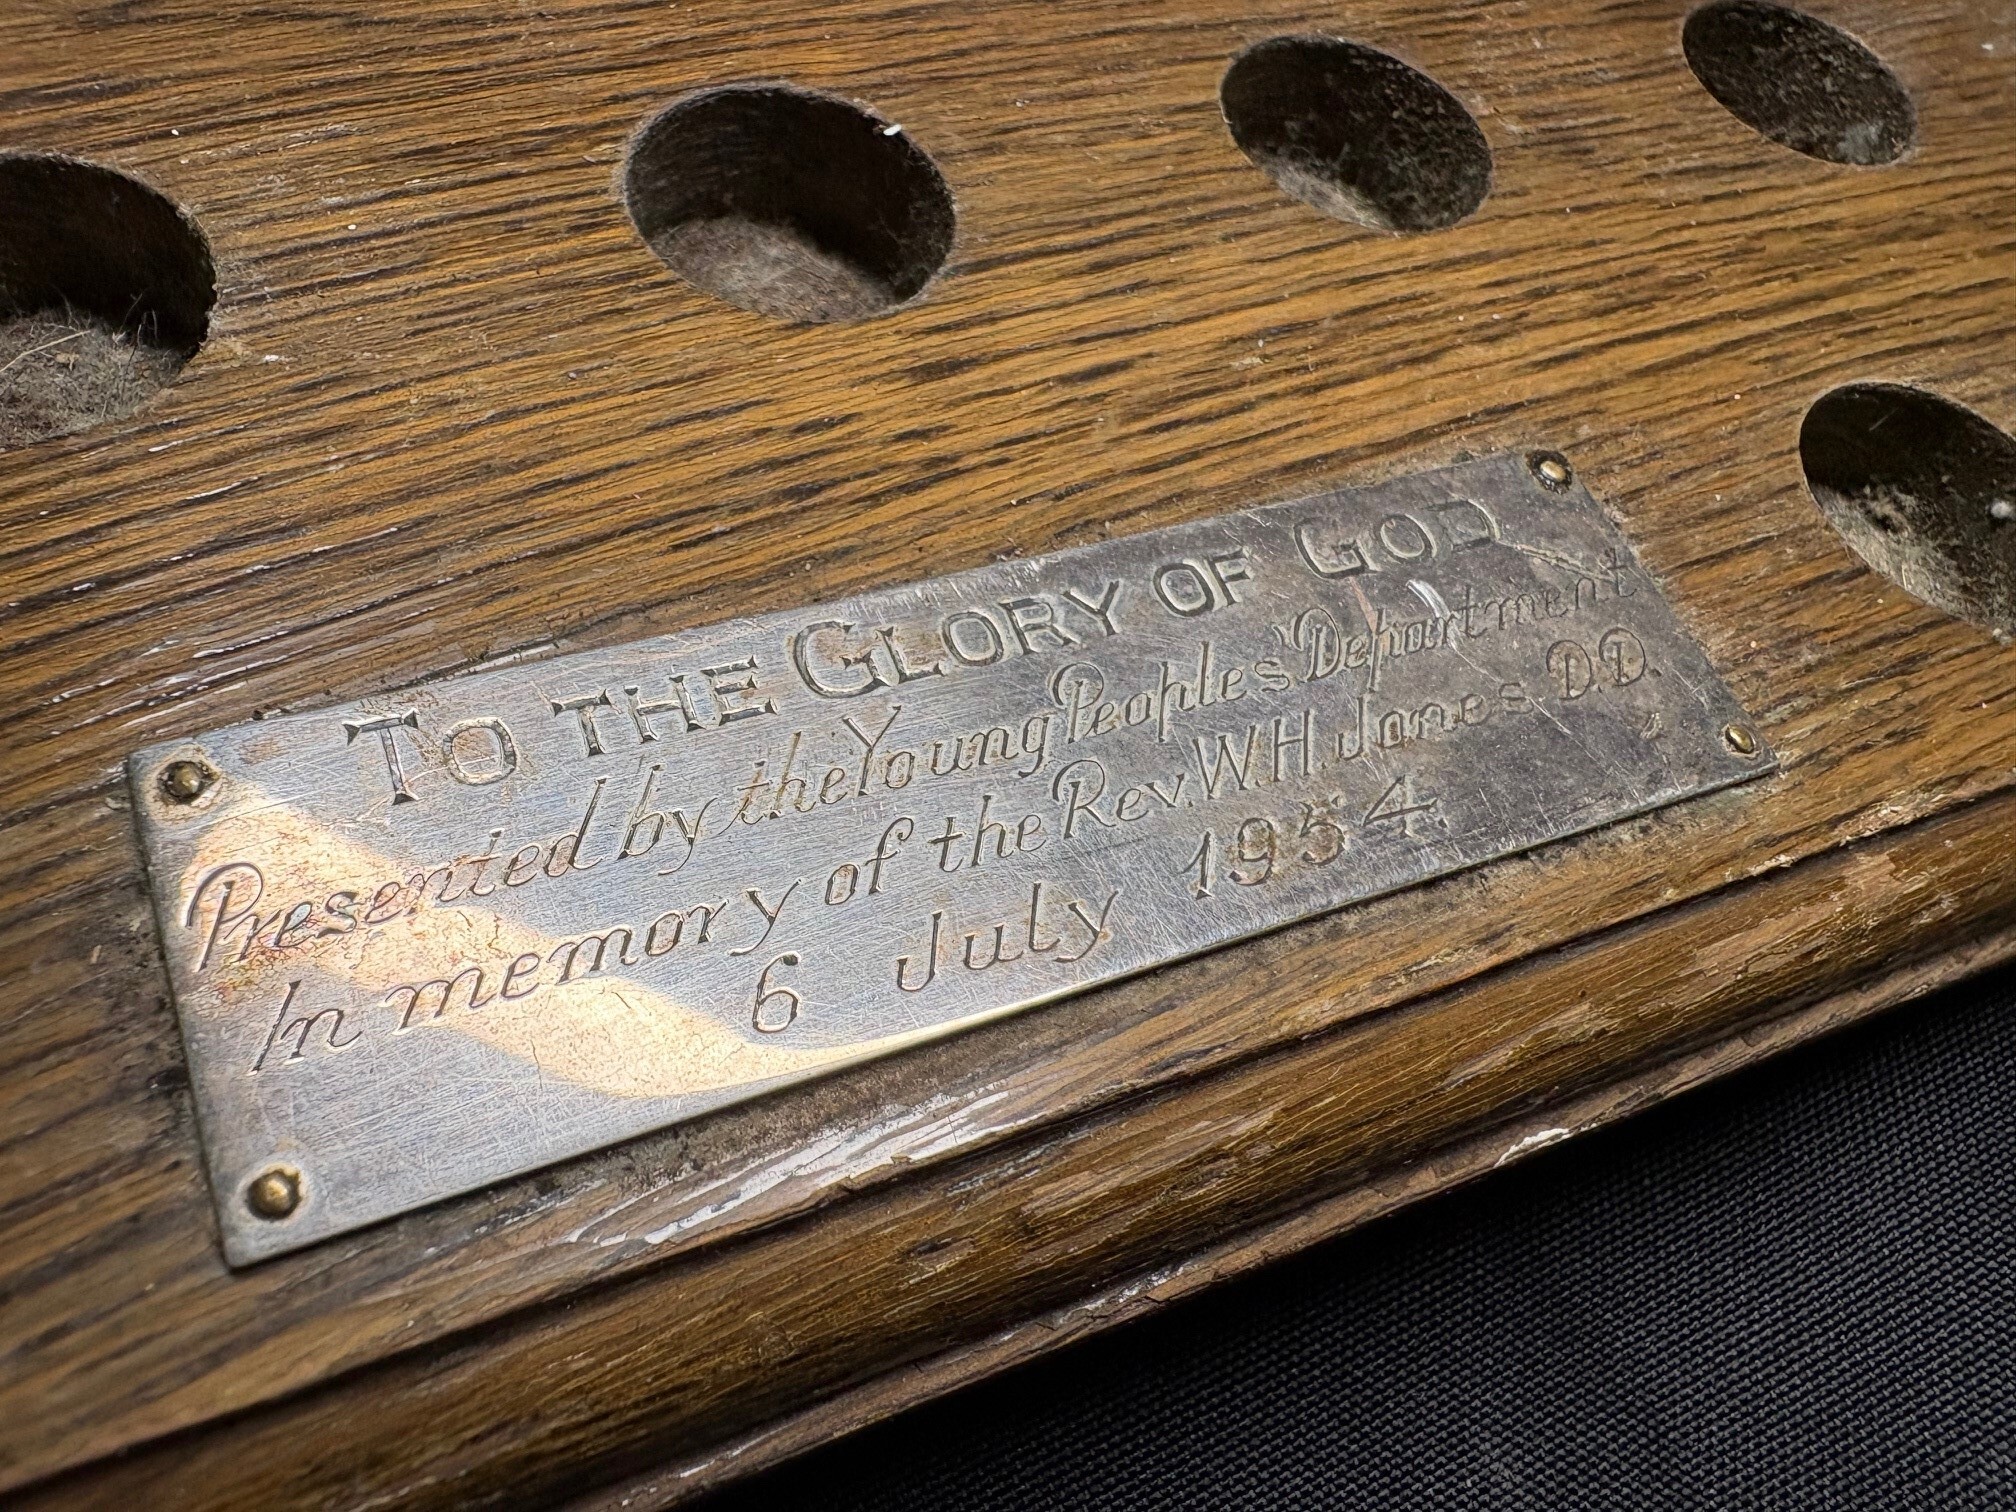 TO THE GLORY OF GOD
Presented by the Young Peoples' Department
In memory of the Rev. W.H. Jones D.D.
6 July 1954